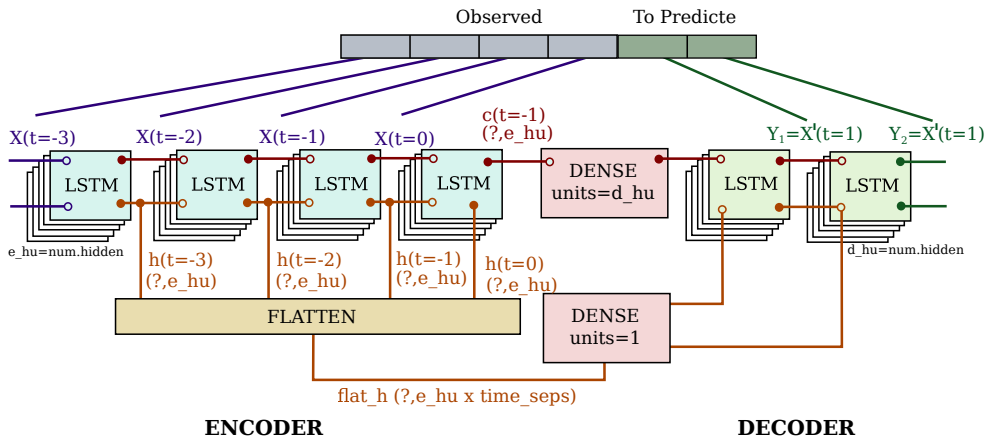 Observed
To Predicte
X(t=-3)
X(t=-2)
X(t=-1)
X(t=0)
c(t=-1)
(?,e_hu)
Y₁=X'(t=1)
Y₂=X'(t=1)
LSTM
LSTM
LSTM
LSTM
DENSE
units=d_hu
LSTM
LSTM
e_hu=num.hidden
d_hu=num.hidden
h(t=-3)
(?,e_hu)
h(t=-2)
(?,e_hu)
h(t=-1)
(?,e_hu)
h(t=0)
(?,e_hu)
FLATTEN
DENSE
units=1
flat_h (?,e_hu x time_seps)
ENCODER
DECODER